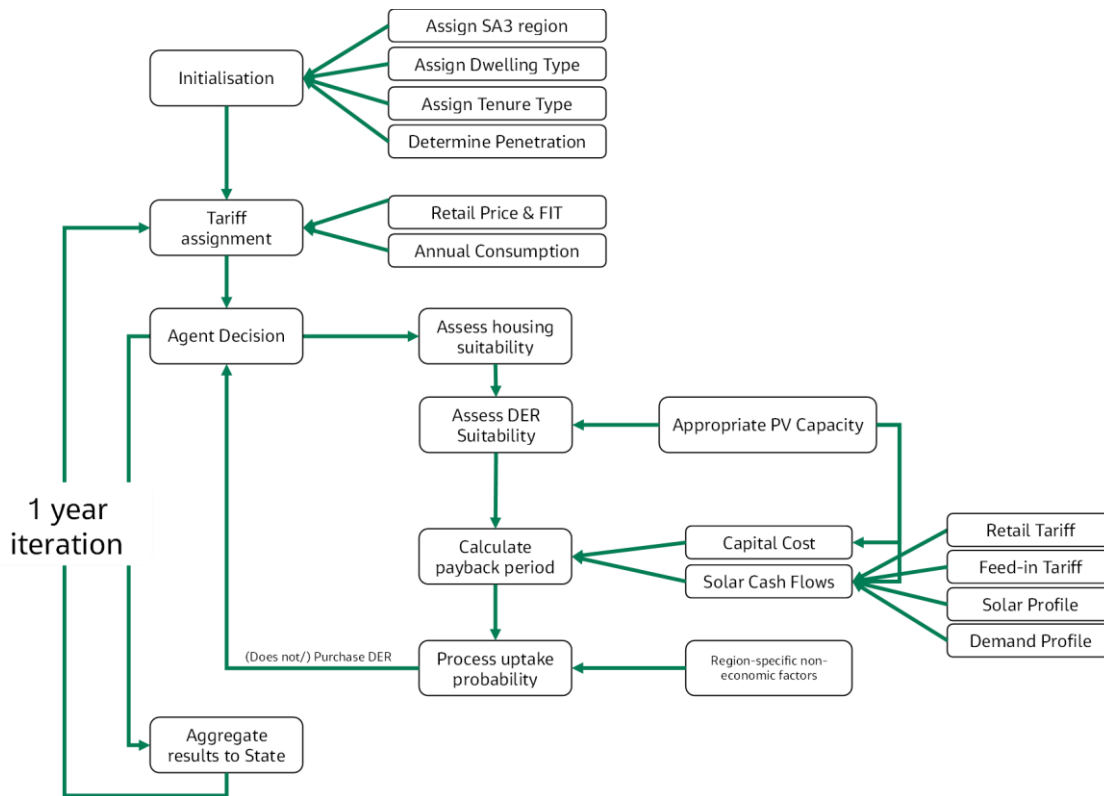 Assign SA3 region
Initialisation
Assign Dwelling Type
Assign Tenure Type
Determine Penetration
Tariff
assignment
Retail Price & FIT
Annual Consumption
Agent Decision
Assess housing
suitability
Assess DER
Suitability
Appropriate PV Capacity
1 year
iteration
Calculate
payback period
Capital Cost
Solar Cash Flows
Retail Tariff
Feed-in Tariff
Solar Profile
Demand Profile
(Does not/) Purchase DER
Process uptake
probability
Region-specific non-
economic factors
Aggregate
results to State